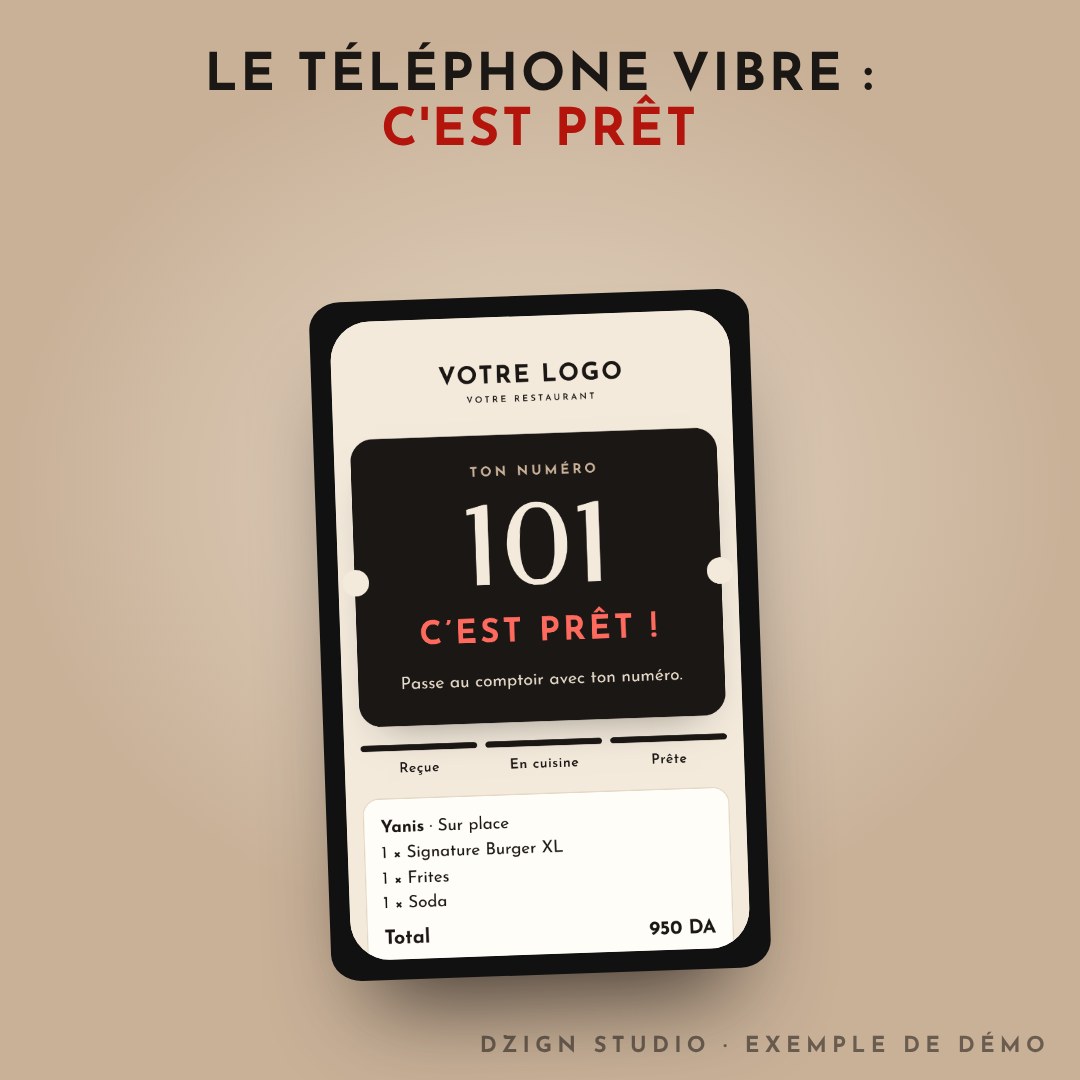 LE TÉLÉPHONE VIBRE :
C'EST PRÊT
VOTRE LOGO
VOTRE RESTAURANT
TON NUMÉRO
101
C'EST PRÊT !
Passe au comptoir avec ton numéro.
Reçue En cuisine Prête
Yanis · Sur place
1 × Signature Burger XL
1 × Frites
1 × Soda
Total 950 DA
DZIGN STUDIO · EXEMPLE DE DÉMO